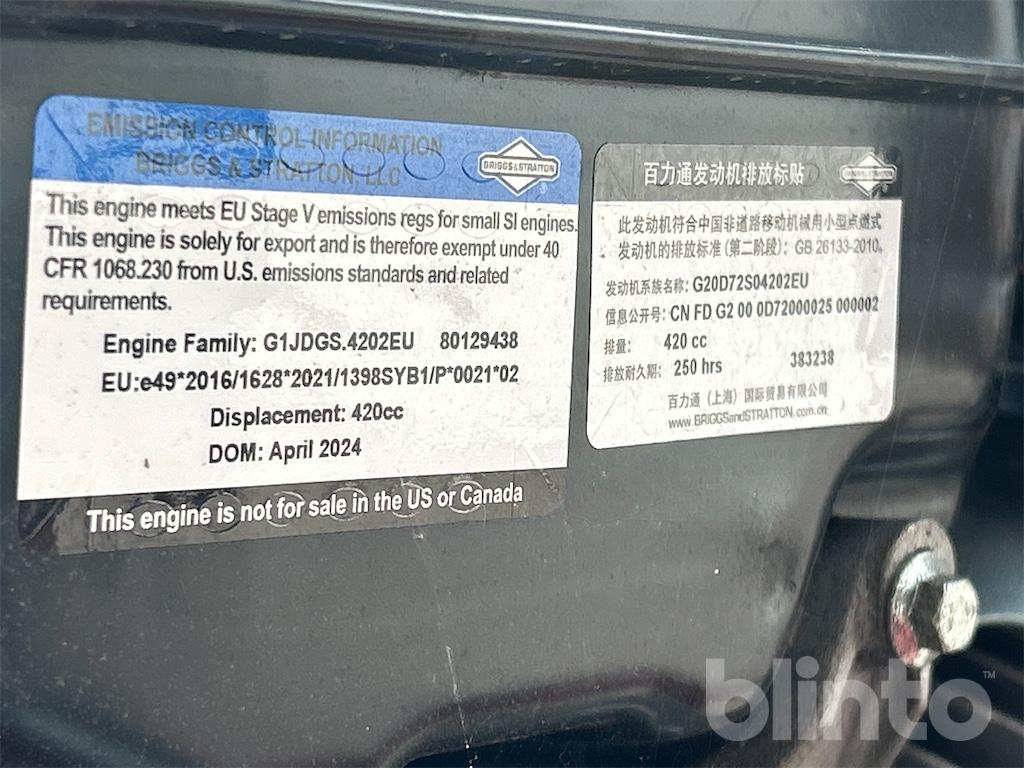 EMISSION CONTROL INFORMATION
BRIGGS & STRATTON, LLC
BRIGGS&STRATTON
®
This engine meets EU Stage V emissions regs for small SI engines.
This engine is solely for export and is therefore exempt under 40
CFR 1068.230 from U.S. emissions standards and related
requirements.
Engine Family: G1JDGS.4202EU 80129438
EU:e49*2016/1628*2021/1398SYB1/P*0021*02
Displacement: 420cc
DOM: April 2024
This engine is not for sale in the US or Canada
百力通发动机排放标贴
BRIGGS&STRATTON
®
此发动机符合中国非道路移动机械用小型点燃式
发动机的排放标准(第二阶段): GB 26133-2010。
发动机系族名称: G20D72S04202EU
信息公开号: CN FD G2 00 0D72000025 000002
排量: 420 cc
排放耐久期: 250 hrs 383238
百力通（上海）国际贸易有限公司
www.BRIGGSandSTRATTON.com.cn
blinto™